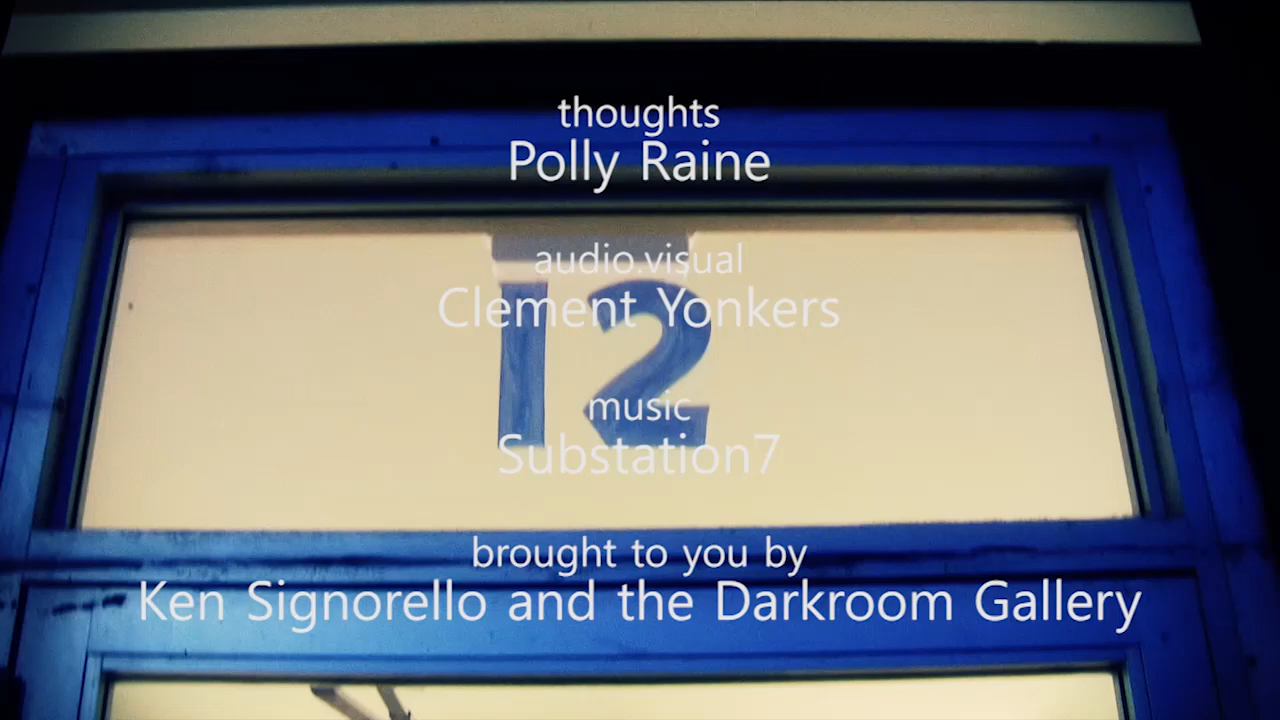 thoughts
Polly Raine
audio.visual
Clement Yonkers
12
music
Substation7
brought to you by
Ken Signorello and the Darkroom Gallery